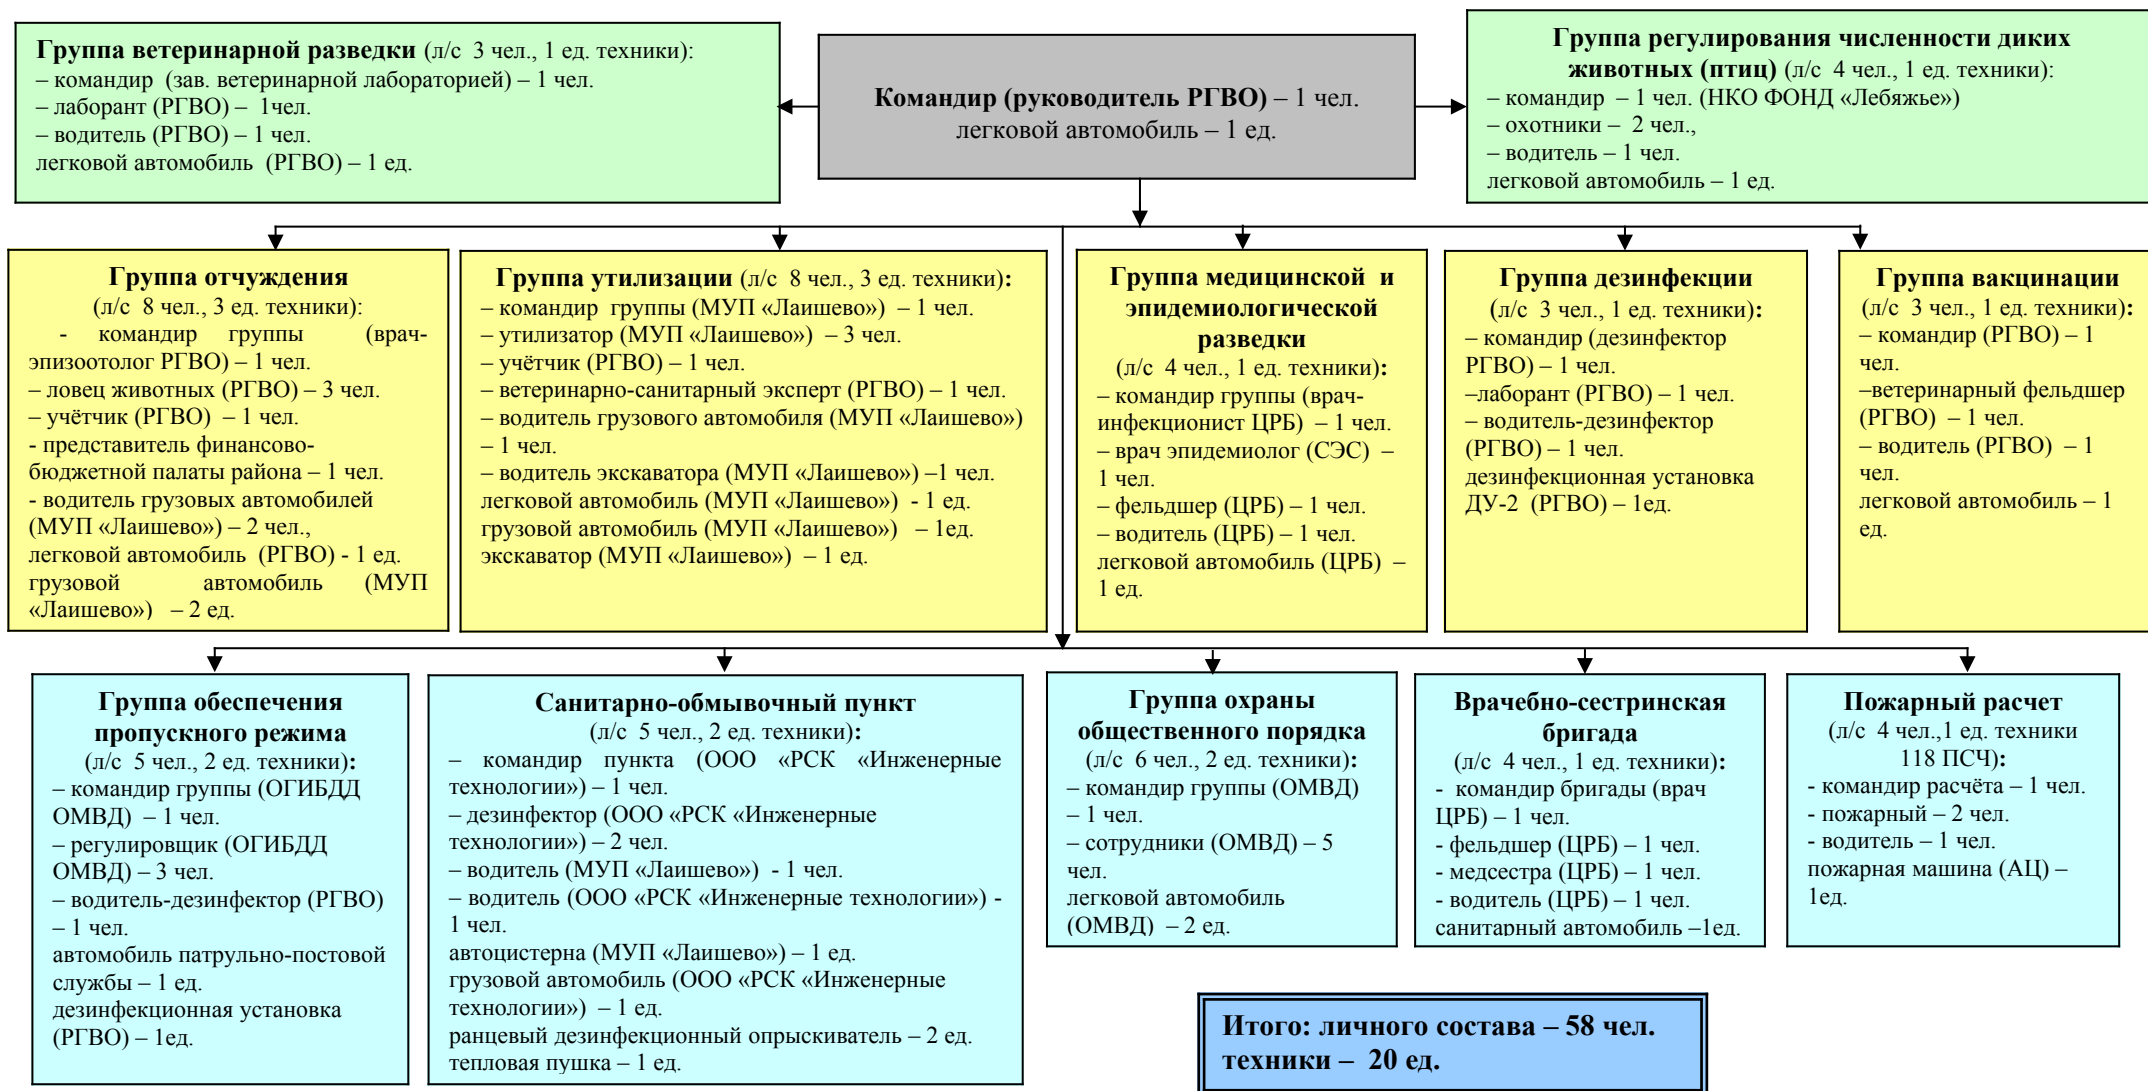 Группа ветеринарной разведки (л/с 3 чел., 1 ед. техники):
– командир (зав. ветеринарной лабораторией) – 1 чел.
– лаборант (РГВО) – 1чел.
– водитель (РГВО) – 1 чел.
легковой автомобиль (РГВО) – 1 ед.
Командир (руководитель РГВО) – 1 чел.
легковой автомобиль – 1 ед.
Группа регулирования численности диких
животных (птиц) (л/с 4 чел., 1 ед. техники):
– командир – 1 чел. (НКО ФОНД «Лебяжье»)
– охотники – 2 чел.,
– водитель – 1 чел.
легковой автомобиль – 1 ед.
Группа отчуждения
(л/с 8 чел., 3 ед. техники):
- командир группы (врач-
эпизоотолог РГВО) – 1 чел.
– ловец животных (РГВО) – 3 чел.
– учётчик (РГВО) – 1 чел.
- представитель финансово-
бюджетной палаты района – 1 чел.
- водитель грузовых автомобилей
(МУП «Лаишево») – 2 чел.,
легковой автомобиль (РГВО) - 1 ед.
грузовой автомобиль (МУП
«Лаишево») – 2 ед.
Группа утилизации (л/с 8 чел., 3 ед. техники):
– командир группы (МУП «Лаишево») – 1 чел.
– утилизатор (МУП «Лаишево») – 3 чел.
– учётчик (РГВО) – 1 чел.
– ветеринарно-санитарный эксперт (РГВО) – 1 чел.
– водитель грузового автомобиля (МУП «Лаишево»)
– 1 чел.
– водитель экскаватора (МУП «Лаишево») –1 чел.
легковой автомобиль (МУП «Лаишево») - 1 ед.
грузовой автомобиль (МУП «Лаишево») – 1ед.
экскаватор (МУП «Лаишево») – 1 ед.
Группа медицинской и
эпидемиологической
разведки
(л/с 4 чел., 1 ед. техники):
– командир группы (врач-
инфекционист ЦРБ) – 1 чел.
– врач эпидемиолог (СЭС) –
1 чел.
– фельдшер (ЦРБ) – 1 чел.
– водитель (ЦРБ) – 1 чел.
легковой автомобиль (ЦРБ) –
1 ед.
Группа дезинфекции
(л/с 3 чел., 1 ед. техники):
– командир (дезинфектор
РГВО) – 1 чел.
–лаборант (РГВО) – 1 чел.
– водитель-дезинфектор
(РГВО) – 1 чел.
дезинфекционная установка
ДУ-2 (РГВО) – 1ед.
Группа вакцинации
(л/с 3 чел., 1 ед. техники):
– командир (РГВО) – 1
чел.
–ветеринарный фельдшер
(РГВО) – 1 чел.
– водитель (РГВО) – 1
чел.
легковой автомобиль – 1
ед.
Группа обеспечения
пропускного режима
(л/с 5 чел., 2 ед. техники):
– командир группы (ОГИБДД
ОМВД) – 1 чел.
– регулировщик (ОГИБДД
ОМВД) – 3 чел.
– водитель-дезинфектор (РГВО)
– 1 чел.
автомобиль патрульно-постовой
службы – 1 ед.
дезинфекционная установка
(РГВО) – 1ед.
Санитарно-обмывочный пункт
(л/с 5 чел., 2 ед. техники):
– командир пункта (ООО «РСК «Инженерные
технологии») – 1 чел.
– дезинфектор (ООО «РСК «Инженерные
технологии») – 2 чел.
– водитель (МУП «Лаишево») - 1 чел.
– водитель (ООО «РСК «Инженерные технологии») -
1 чел.
автоцистерна (МУП «Лаишево») – 1 ед.
грузовой автомобиль (ООО «РСК «Инженерные
технологии») – 1 ед.
ранцевый дезинфекционный опрыскиватель – 2 ед.
тепловая пушка – 1 ед.
Группа охраны
общественного порядка
(л/с 6 чел., 2 ед. техники):
– командир группы (ОМВД)
– 1 чел.
– сотрудники (ОМВД) – 5
чел.
легковой автомобиль
(ОМВД) – 2 ед.
Врачебно-сестринская
бригада
(л/с 4 чел., 1 ед. техники):
- командир бригады (врач
ЦРБ) – 1 чел.
- фельдшер (ЦРБ) – 1 чел.
- медсестра (ЦРБ) – 1 чел.
- водитель (ЦРБ) – 1 чел.
санитарный автомобиль –1ед.
Пожарный расчет
(л/с 4 чел.,1 ед. техники
118 ПСЧ):
- командир расчёта – 1 чел.
- пожарный – 2 чел.
- водитель – 1 чел.
пожарная машина (АЦ) –
1ед.
Итого: личного состава – 58 чел.
техники – 20 ед.